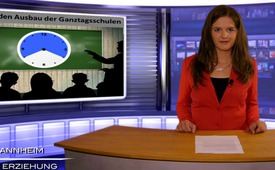 den Ausbau der Ganztagsschulen
ANNHEIM
ERZIEHUNG